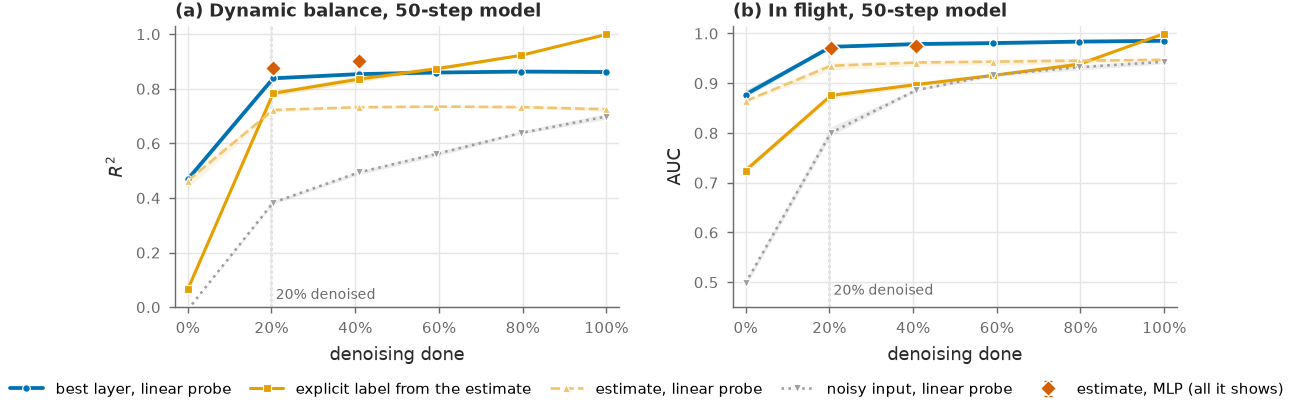 (a) Dynamic balance, 50-step model
1.0
0.8
0.6
0.4
0.2
0.0
R²
20% denoised
0% 20% 40% 60% 80% 100%
denoising done
(b) In flight, 50-step model
1.0
0.9
0.8
0.7
0.6
0.5
AUC
20% denoised
0% 20% 40% 60% 80% 100%
denoising done
best layer, linear probe explicit label from the estimate estimate, linear probe noisy input, linear probe estimate, MLP (all it shows)